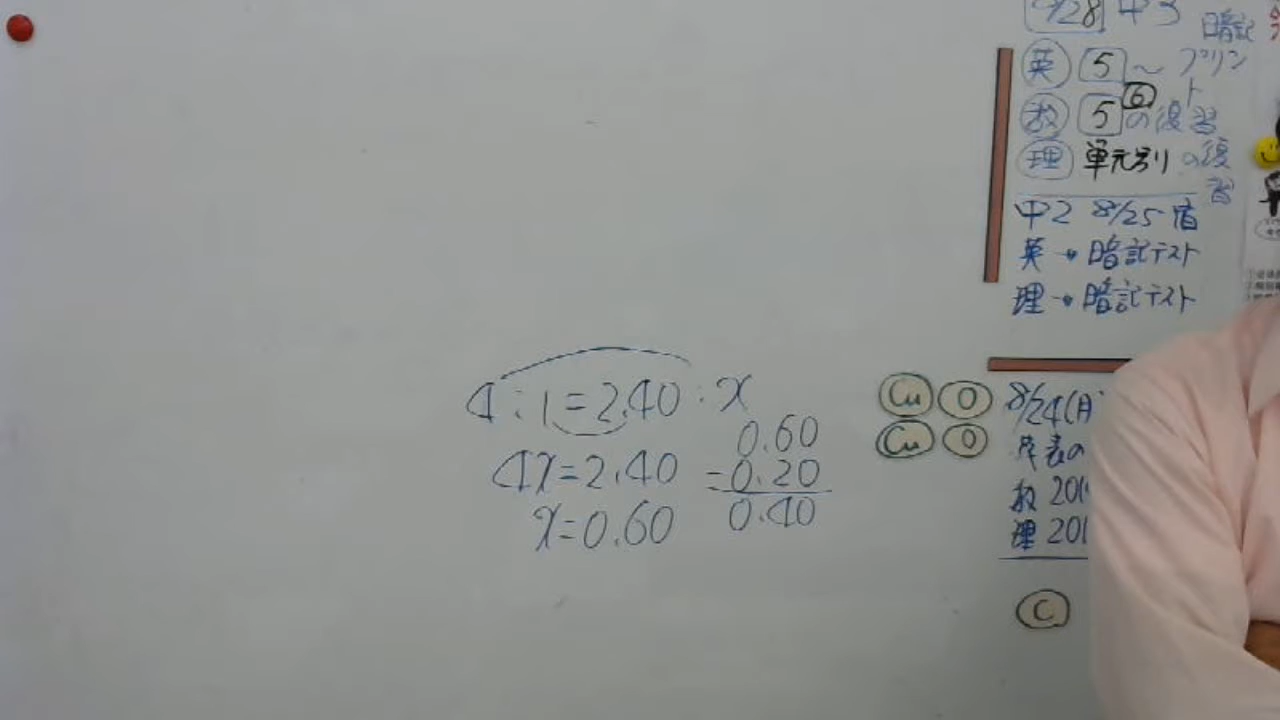 4:1=2.40:x
4x=2.40
x=0.60
0.60
-0.20
0.40
Cu O
Cu O
C
8/28 中3
暗記
英 5 ~ プリント
数 5 6 の復習
理 単元別の復習
中2 8/25 宿
英→暗記テスト
理→暗記テスト
8/24(月
数 201
理 201